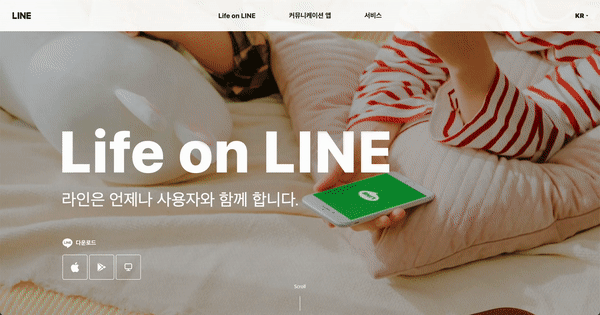 LINE
Life on LINE
커뮤니케이션 앱
서비스
KR
Life on LINE
라인은 언제나 사용자와 함께 합니다.
LINE
다운로드
Scroll